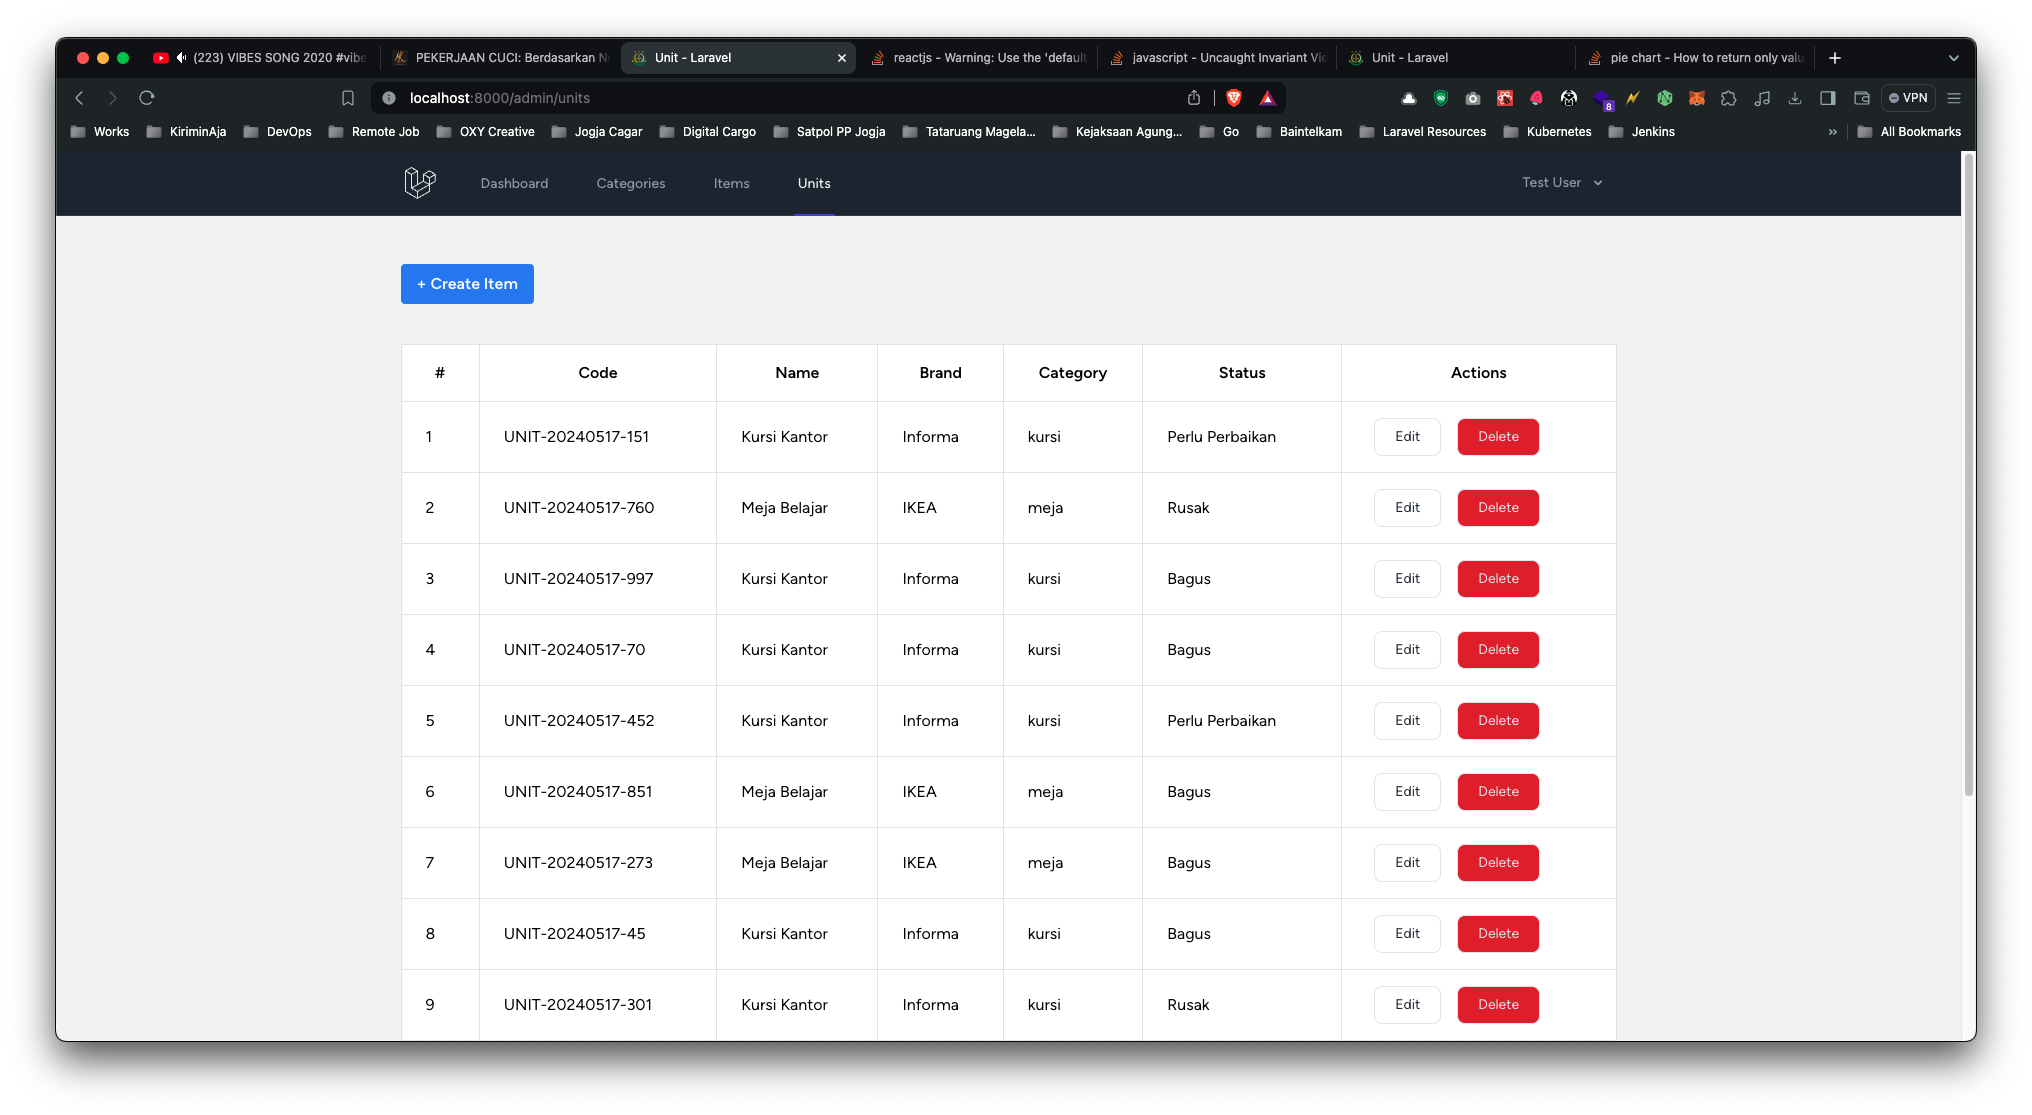 (223) VIBES SONG 2020 #vibe PEKERJAAN CUCI: Berdasarkan N Unit - Laravel reactjs - Warning: Use the 'default javascript - Uncaught Invariant Vio Unit - Laravel pie chart - How to return only valu
localhost:8000/admin/units 8 VPN
Works KiriminAja DevOps Remote Job OXY Creative Jogja Cagar Digital Cargo Satpol PP Jogja Tataruang Magela... Kejaksaan Agung... Go Baintelkam Laravel Resources Kubernetes Jenkins » All Bookmarks
Dashboard Categories Items Units Test User
+ Create Item
# Code Name Brand Category Status Actions
1 UNIT-20240517-151 Kursi Kantor Informa kursi Perlu Perbaikan Edit Delete
2 UNIT-20240517-760 Meja Belajar IKEA meja Rusak Edit Delete
3 UNIT-20240517-997 Kursi Kantor Informa kursi Bagus Edit Delete
4 UNIT-20240517-70 Kursi Kantor Informa kursi Bagus Edit Delete
5 UNIT-20240517-452 Kursi Kantor Informa kursi Perlu Perbaikan Edit Delete
6 UNIT-20240517-851 Meja Belajar IKEA meja Bagus Edit Delete
7 UNIT-20240517-273 Meja Belajar IKEA meja Bagus Edit Delete
8 UNIT-20240517-45 Kursi Kantor Informa kursi Bagus Edit Delete
9 UNIT-20240517-301 Kursi Kantor Informa kursi Rusak Edit Delete